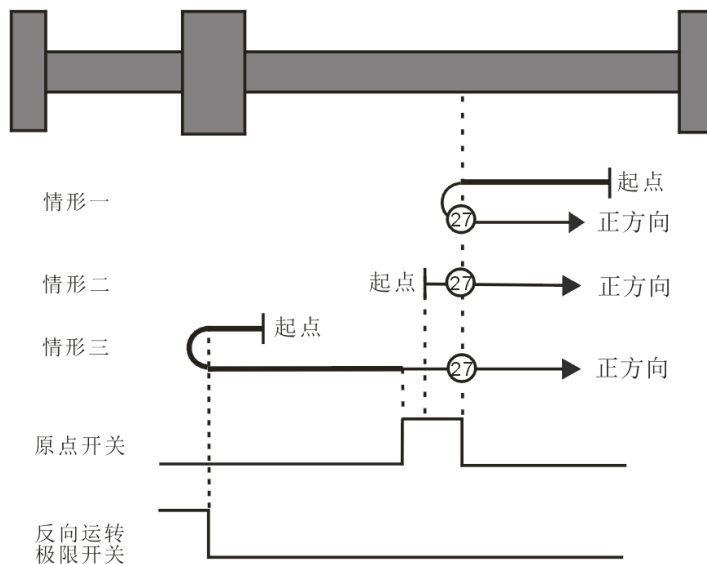 情形一
起点
27
正方向
情形二
起点
27
正方向
情形三
起点
27
正方向
原点开关
反向运转
极限开关